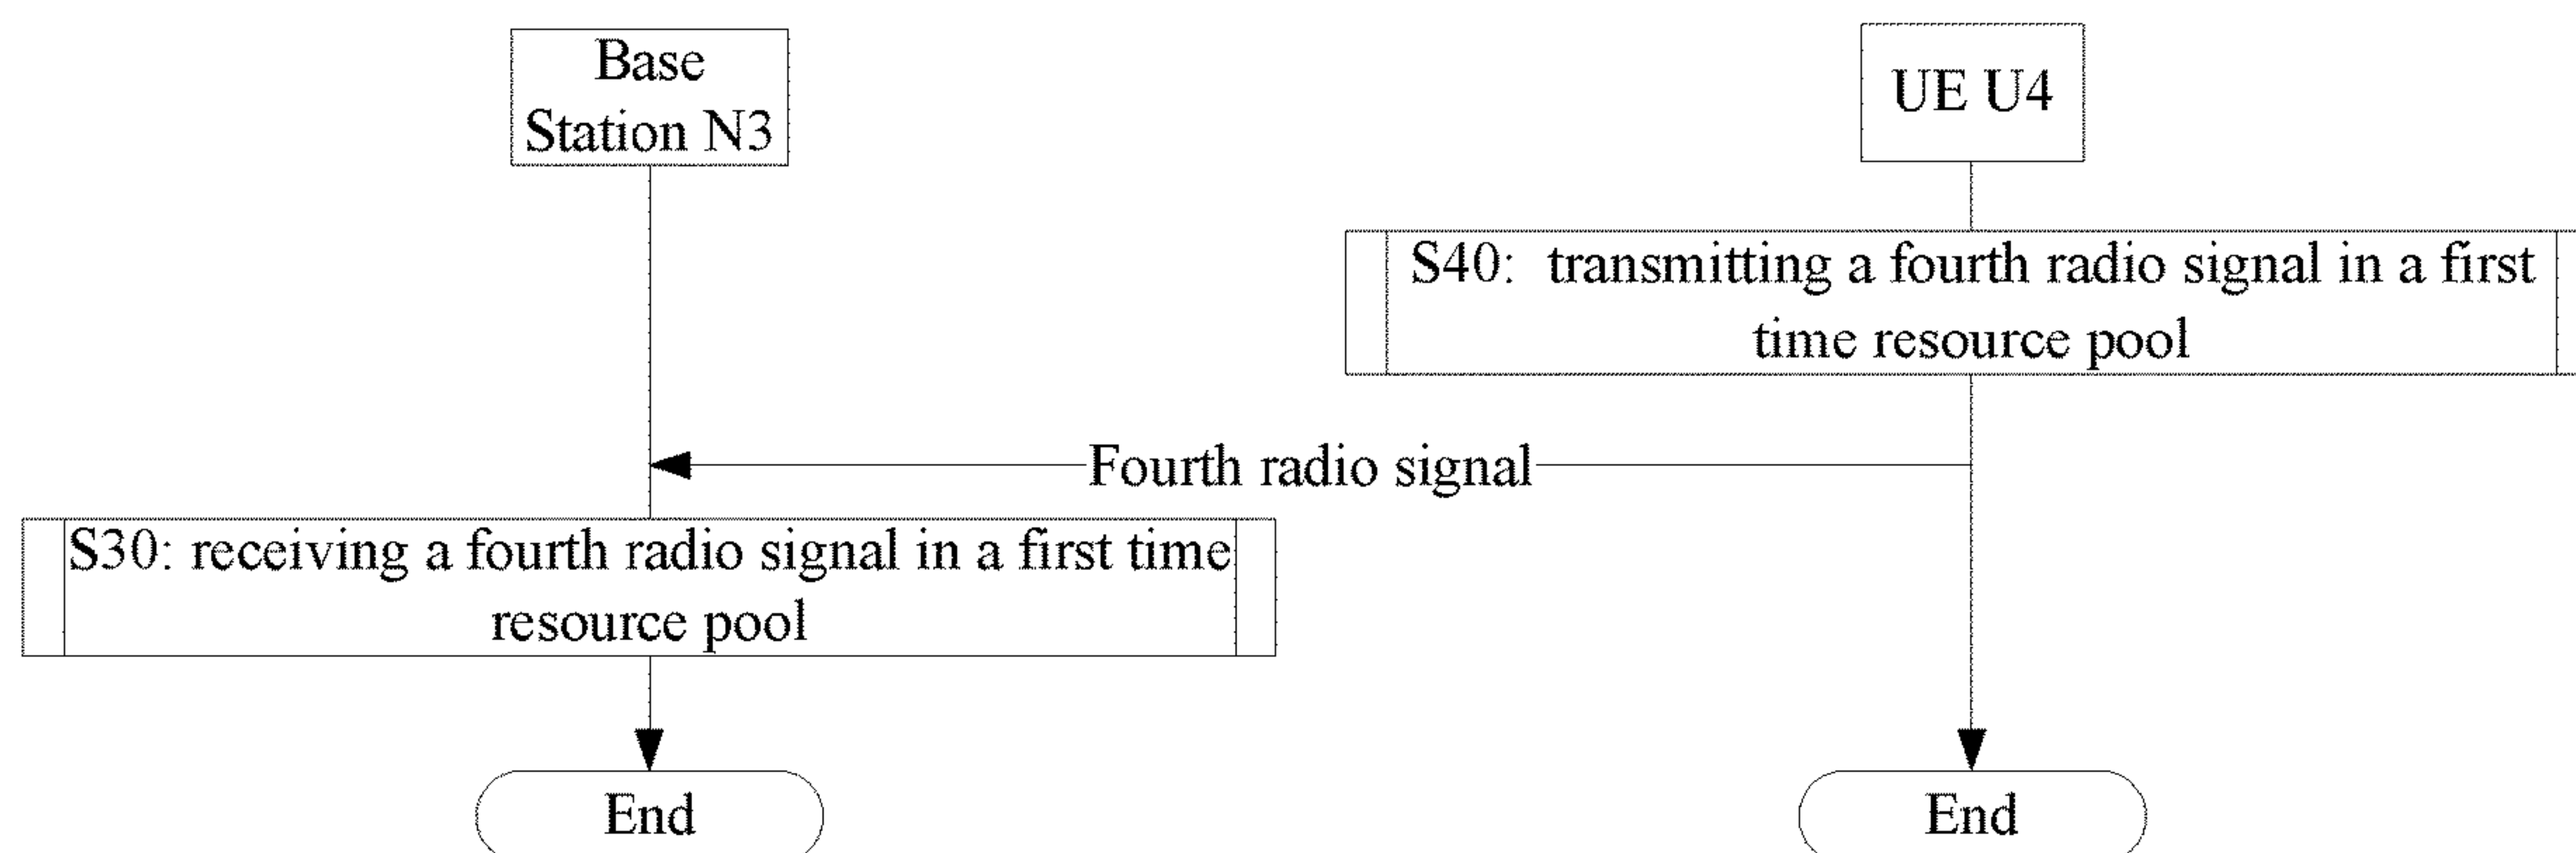 Base
Station N3
UE U4
S40: transmitting a fourth radio signal in a first
time resource pool
Fourth radio signal
S30: receiving a fourth radio signal in a first time
resource pool
End
End